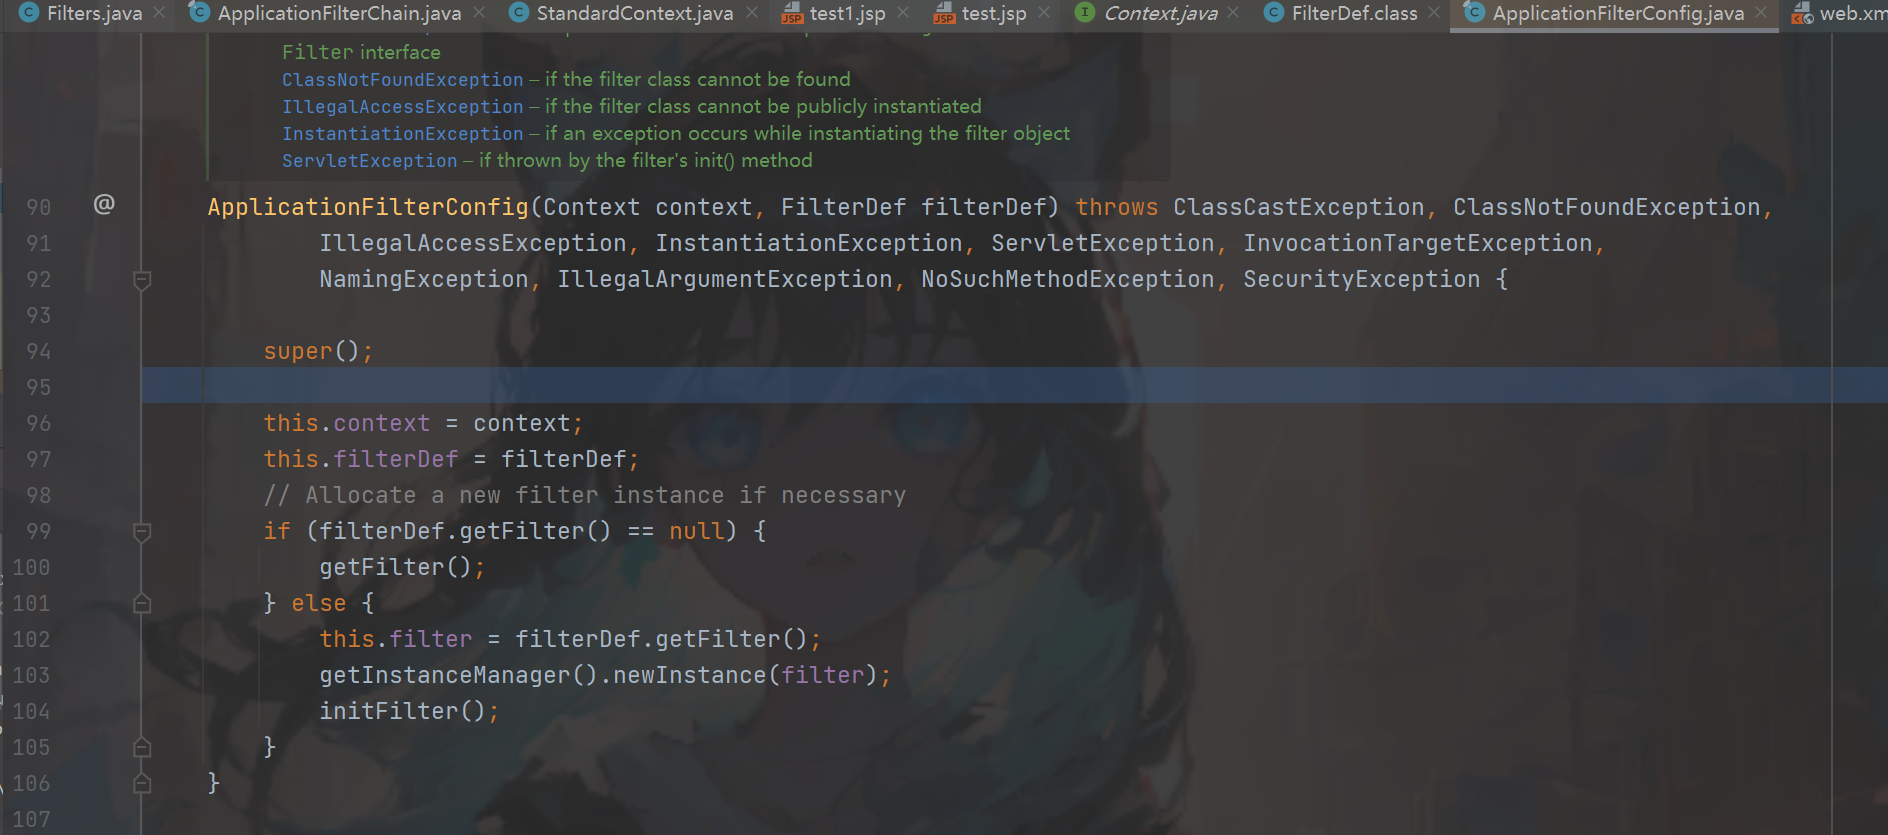 Filters.java ApplicationFilterChain.java StandardContext.java test1.jsp test.jsp Context.java FilterDef.class ApplicationFilterConfig.java web.xm
Filter interface
ClassNotFoundException – if the filter class cannot be found
IllegalAccessException – if the filter class cannot be publicly instantiated
InstantiationException – if an exception occurs while instantiating the filter object
ServletException – if thrown by the filter's init() method
90 @ ApplicationFilterConfig(Context context, FilterDef filterDef) throws ClassCastException, ClassNotFoundException,
91 IllegalAccessException, InstantiationException, ServletException, InvocationTargetException,
92 NamingException, IllegalArgumentException, NoSuchMethodException, SecurityException {
93
94 super();
95
96 this.context = context;
97 this.filterDef = filterDef;
98 // Allocate a new filter instance if necessary
99 if (filterDef.getFilter() == null) {
100 getFilter();
101 } else {
102 this.filter = filterDef.getFilter();
103 getInstanceManager().newInstance(filter);
104 initFilter();
105 }
106 }
107